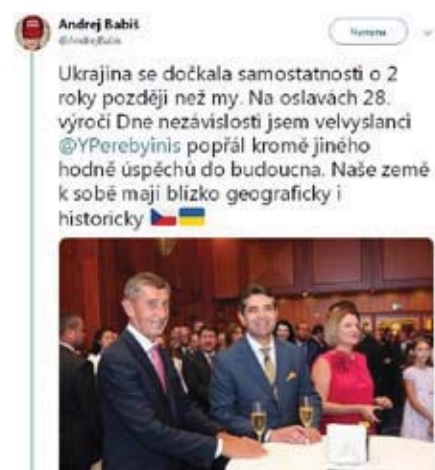 Andrej Babiš
@AndrejBabis
Ukrajina se dočkala samostatnosti o 2
roky později než my. Na oslavách 28.
výročí Dne nezávislosti jsem velvyslanci
@YPerebyinis popřál kromě jiného
hodně úspěchů do budoucna. Naše země
k sobě mají blízko geograficky i
historicky